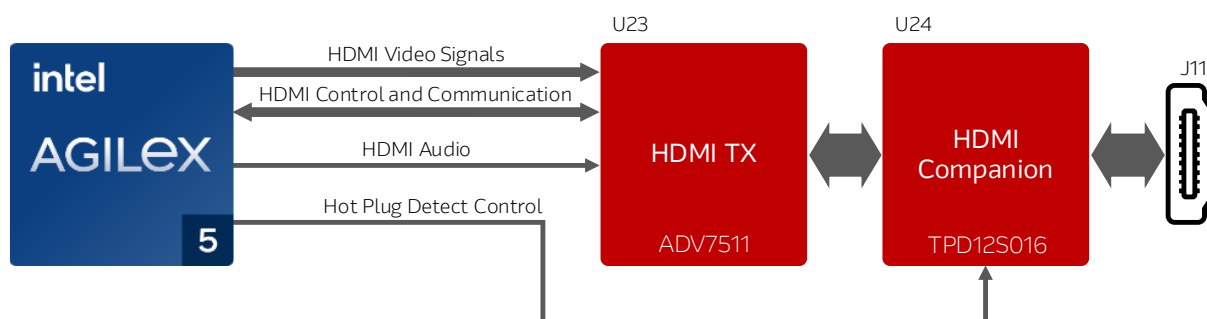 U23
U24
J11
intel
AGILEX
5
HDMI Video Signals
HDMI Control and Communication
HDMI Audio
Hot Plug Detect Control
HDMI TX
ADV7511
HDMI
Companion
TPD12S016